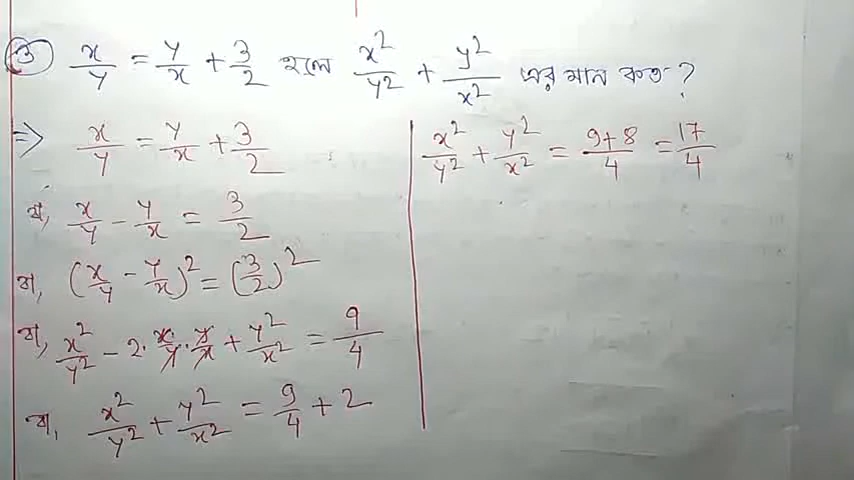 ৩ x/y = y/x + 3/2 হলে x²/y² + y²/x² এর মান কত?
=> x/y = y/x + 3/2
বা, x/y - y/x = 3/2
বা, (x/y - y/x)² = (3/2)²
বা, x²/y² - 2·x/y·y/x + y²/x² = 9/4
বা, x²/y² + y²/x² = 9/4 + 2
x²/y² + y²/x² = 9+8/4 = 17/4